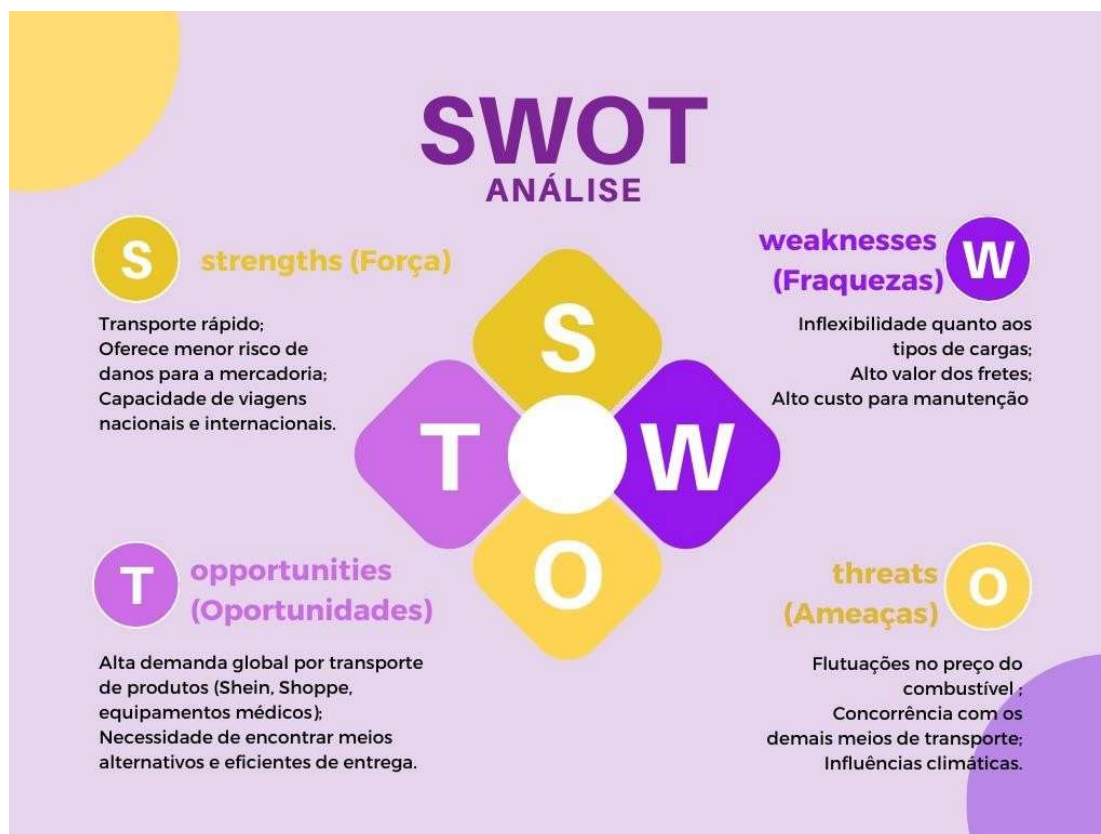 SWOT
ANÁLISE
S
strengths (Força)
Transporte rápido;
Oferece menor risco de
danos para a mercadoria;
Capacidade de viagens
nacionais e internacionais.
weaknesses
(Fraquezas)
W
Inflexibilidade quanto aos
tipos de cargas;
Alto valor dos fretes;
Alto custo para manutenção
S
T
W
O
T
opportunities
(Oportunidades)
Alta demanda global por transporte
de produtos (Shein, Shoppe,
equipamentos médicos);
Necessidade de encontrar meios
alternativos e eficientes de entrega.
threats
(Ameaças)
O
Flutuações no preço do
combustível ;
Concorrência com os
demais meios de transporte;
Influências climáticas.